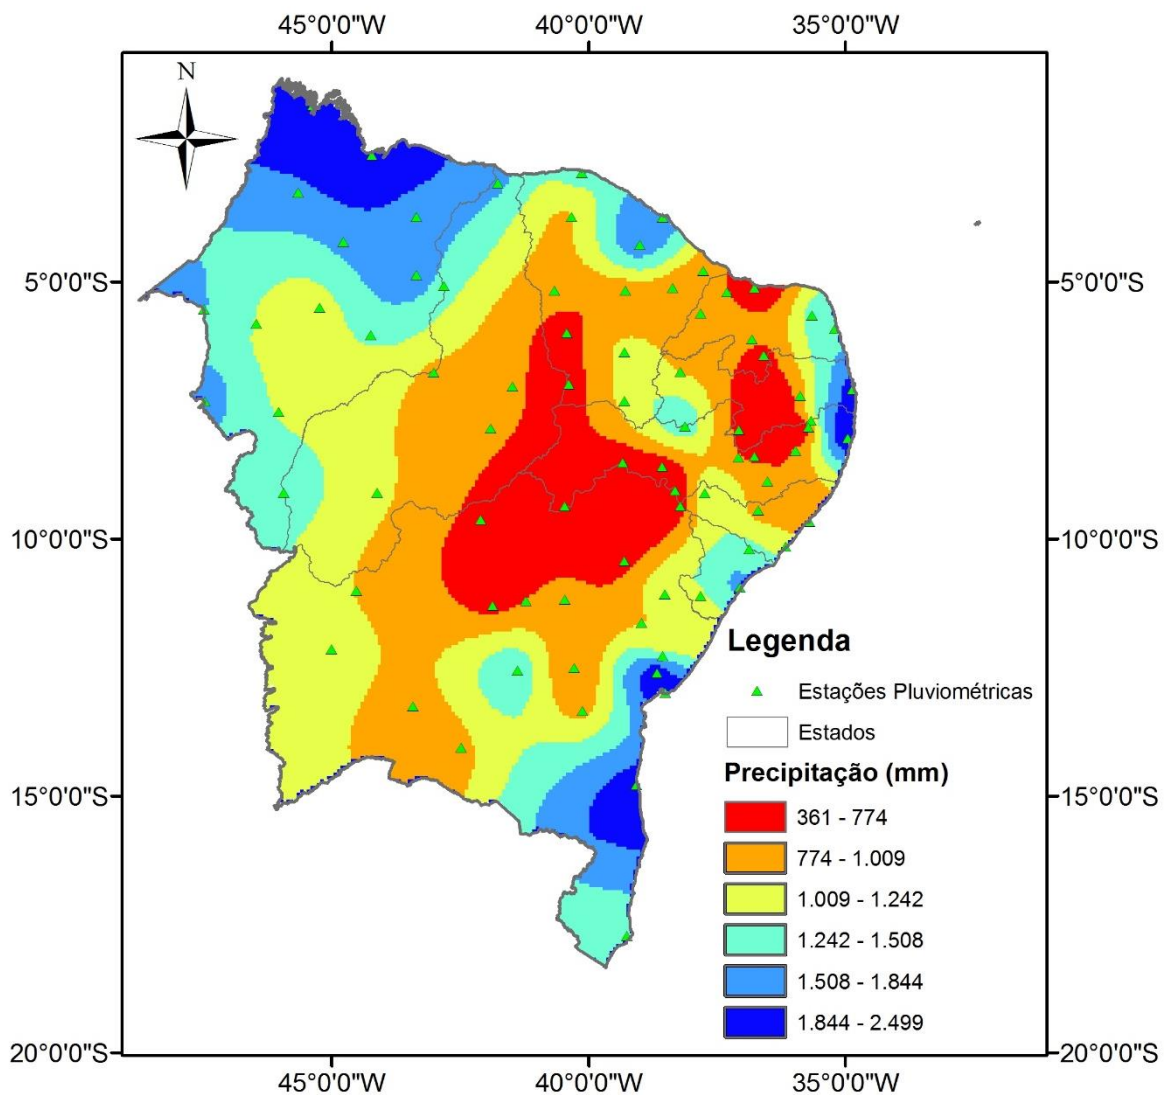 45°0'0"W 40°0'0"W 35°0'0"W
N
5°0'0"S 5°0'0"S
10°0'0"S 10°0'0"S
15°0'0"S 15°0'0"S
20°0'0"S 20°0'0"S
Legenda
Estações Pluviométricas
Estados
Precipitação (mm)
361 - 774
774 - 1.009
1.009 - 1.242
1.242 - 1.508
1.508 - 1.844
1.844 - 2.499
45°0'0"W 40°0'0"W 35°0'0"W